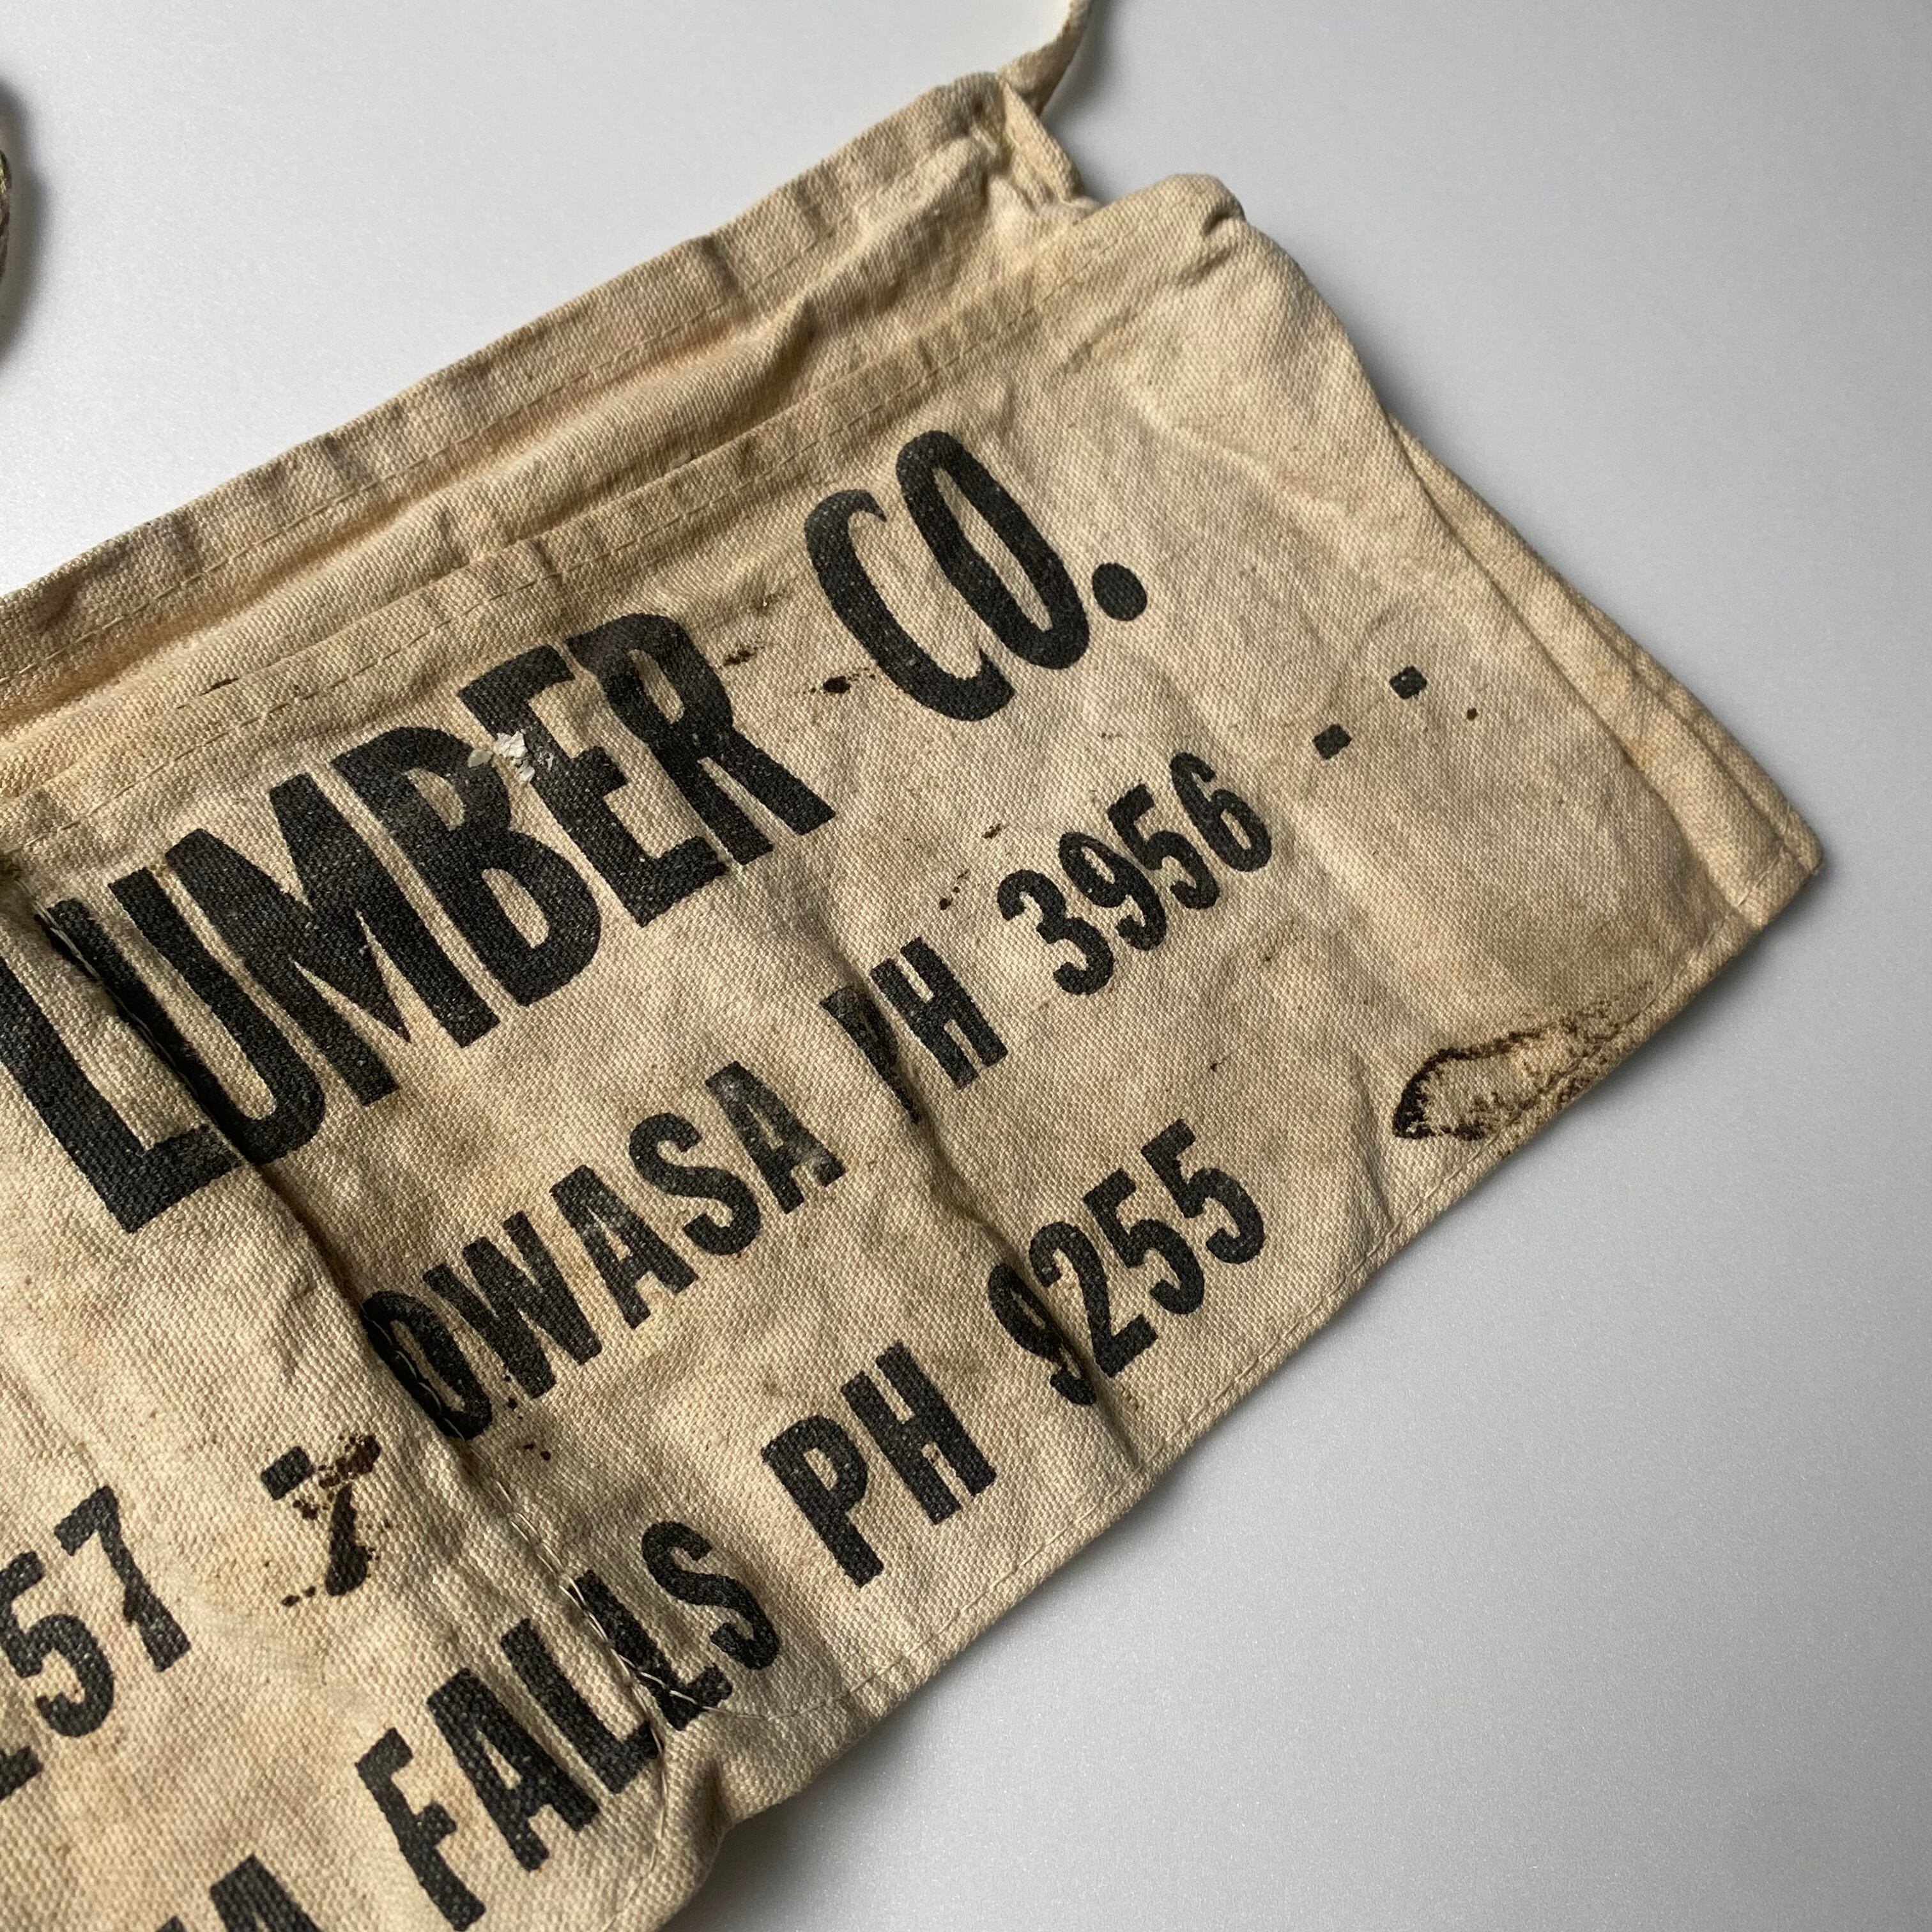 LUMBER CO.
57 - OWASA PH 3956 - -
FALLS PH 9255